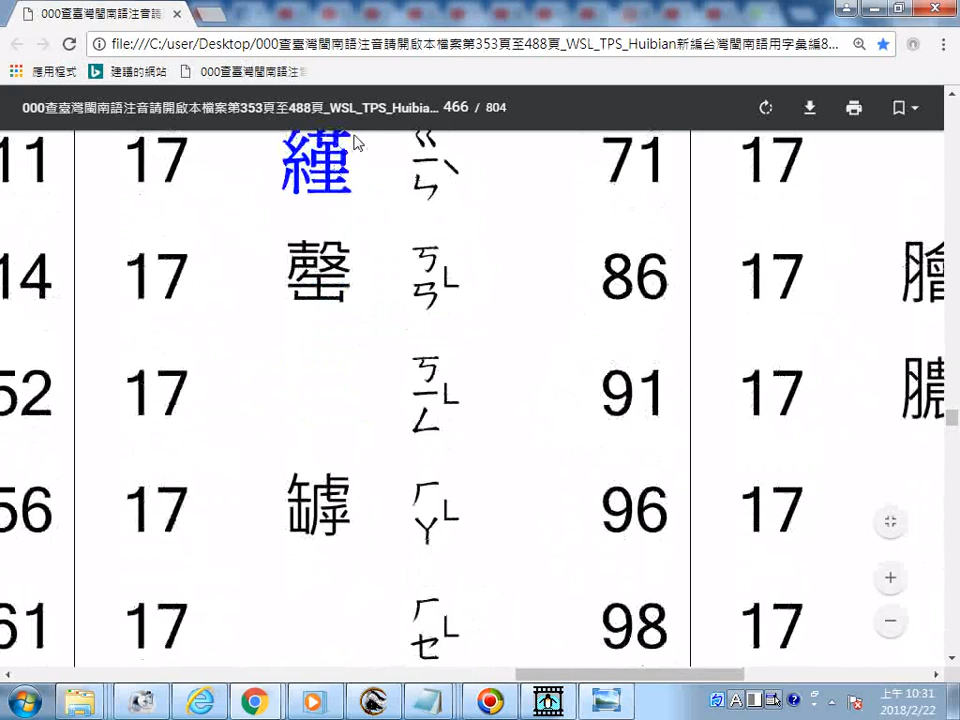 000查臺灣閩南語注音請
file:///C:/user/Desktop/000查臺灣閩南語注音請開啟本檔案第353頁至488頁_WSL_TPS_Huibian新編台灣閩南語用字彙編8...
應用程式 建議的網站 000查臺灣閩南語注音
000查臺灣閩南語注音請開啟本檔案第353頁至488頁_WSL_TPS_Huibia... 466 / 804
11 17 繮 ㄍㄧㄣˋ 71 17
14 17 罄 ㄎㄢ∟ 86 17 膾
52 17 ㄎㄧㄥ∟ 91 17 膿
56 17 罅 ㄏㄚ∟ 96 17
61 17 ㄏㄝ∟ 98 17
上午 10:31
2018/2/22